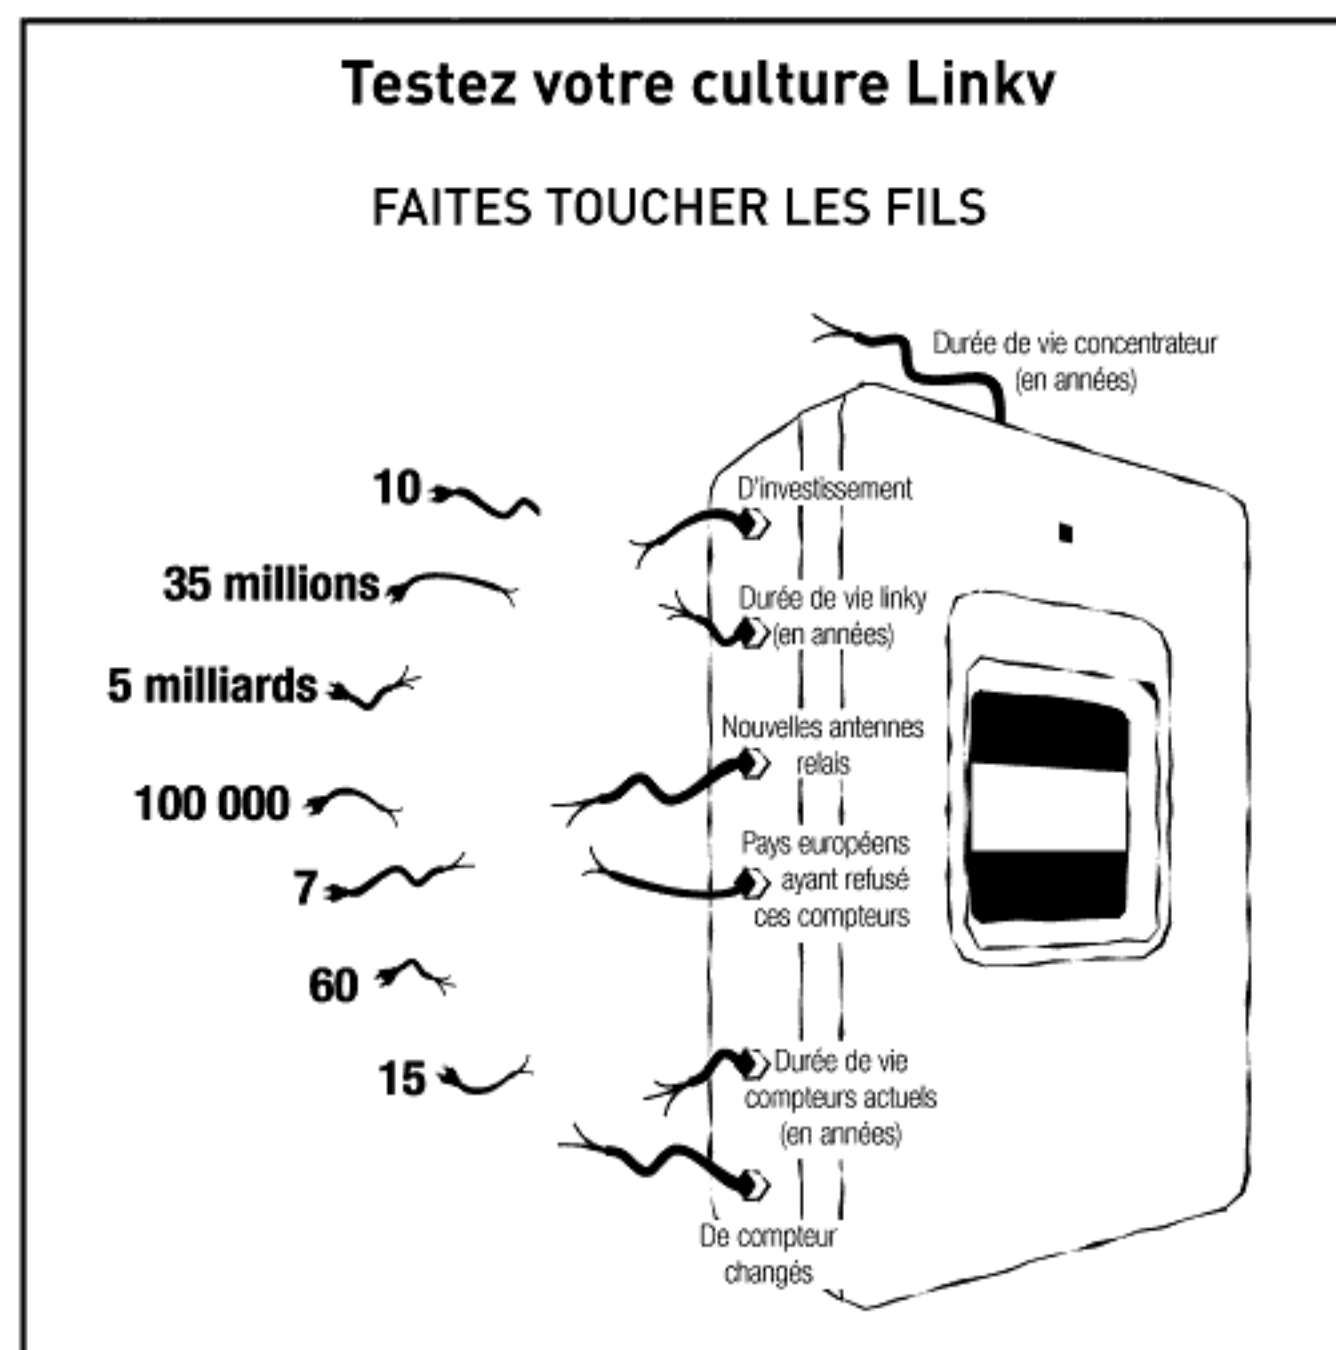 Testez votre culture Linkv
FAITES TOUCHER LES FILS
Durée de vie concentrateur
(en années)
10
35 millions
5 milliards
100 000
7
60
15
D'investissement
Durée de vie linky
(en années)
Nouvelles antennes
relais
Pays européens
ayant refusé
ces compteurs
Durée de vie
compteurs actuels
(en années)
De compteur
changés